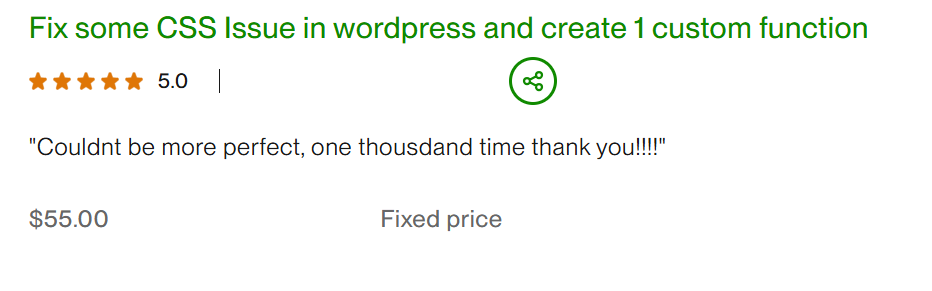 Fix some CSS Issue in wordpress and create 1 custom function
5.0
"Couldnt be more perfect, one thousdand time thank you!!!!"
$55.00 Fixed price